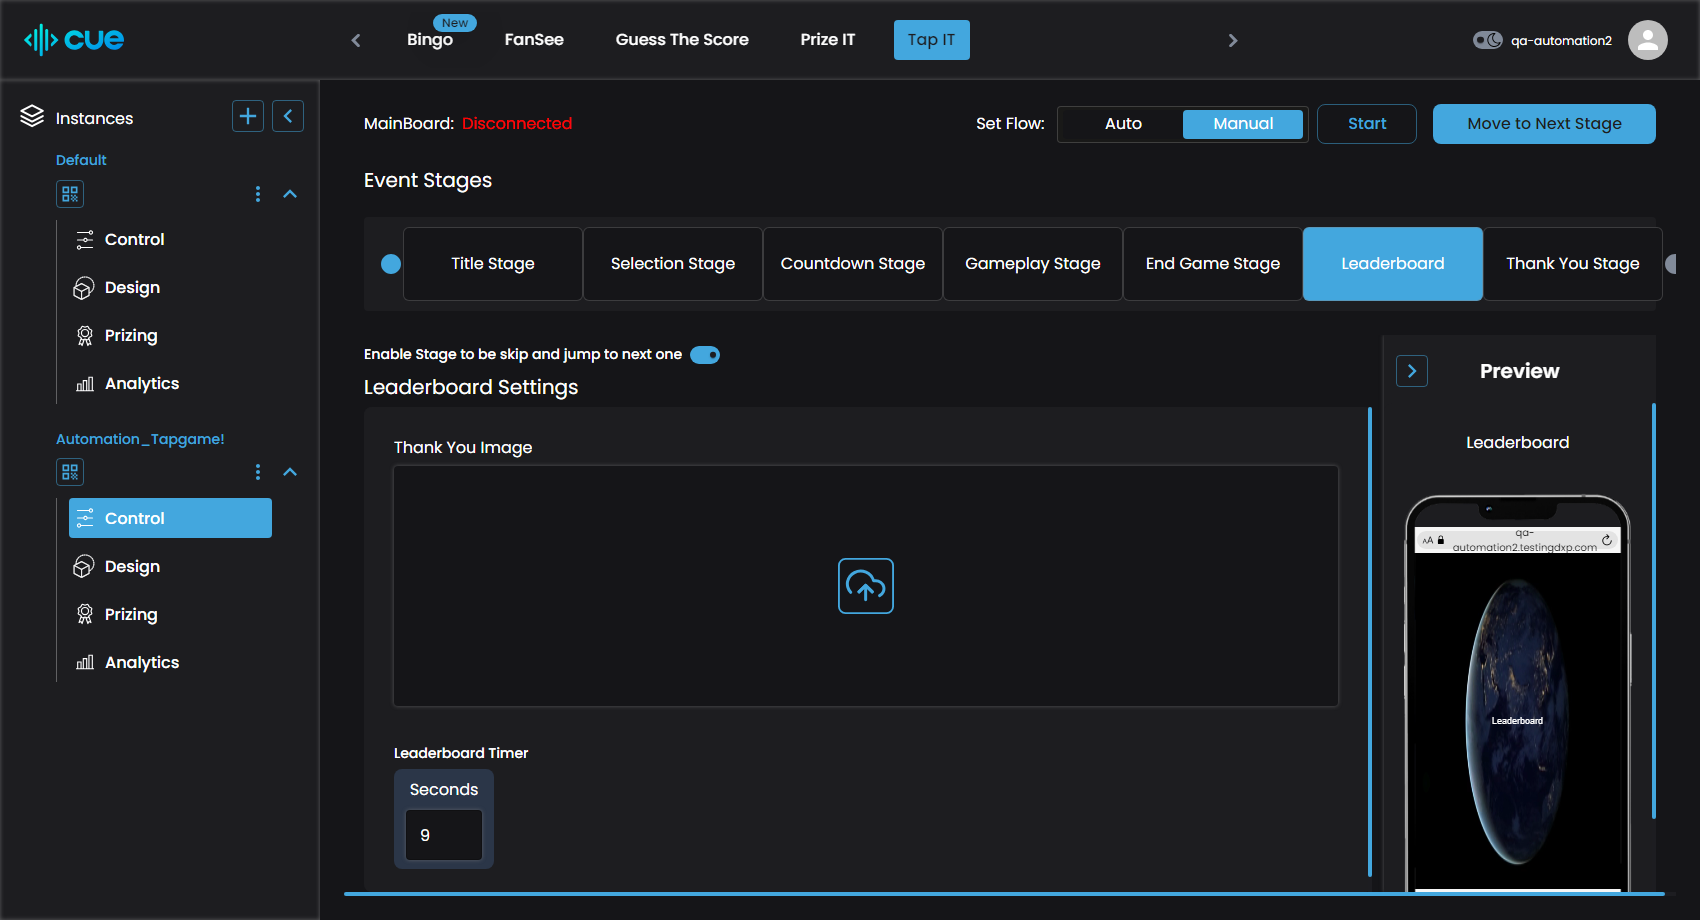 cue
New
Bingo
FanSee
Guess The Score
Prize IT
Tap IT
qa-automation2
Instances
Default
Control
Design
Prizing
Analytics
Automation_Tapgame!
Control
Design
Prizing
Analytics
MainBoard: Disconnected
Set Flow:
Auto
Manual
Start
Move to Next Stage
Event Stages
Title Stage
Selection Stage
Countdown Stage
Gameplay Stage
End Game Stage
Leaderboard
Thank You Stage
Enable Stage to be skip and jump to next one
Leaderboard Settings
Thank You Image
Leaderboard Timer
Seconds
9
Preview
Leaderboard
AA
qa-
automation2.testingdxp.com
Leaderboard